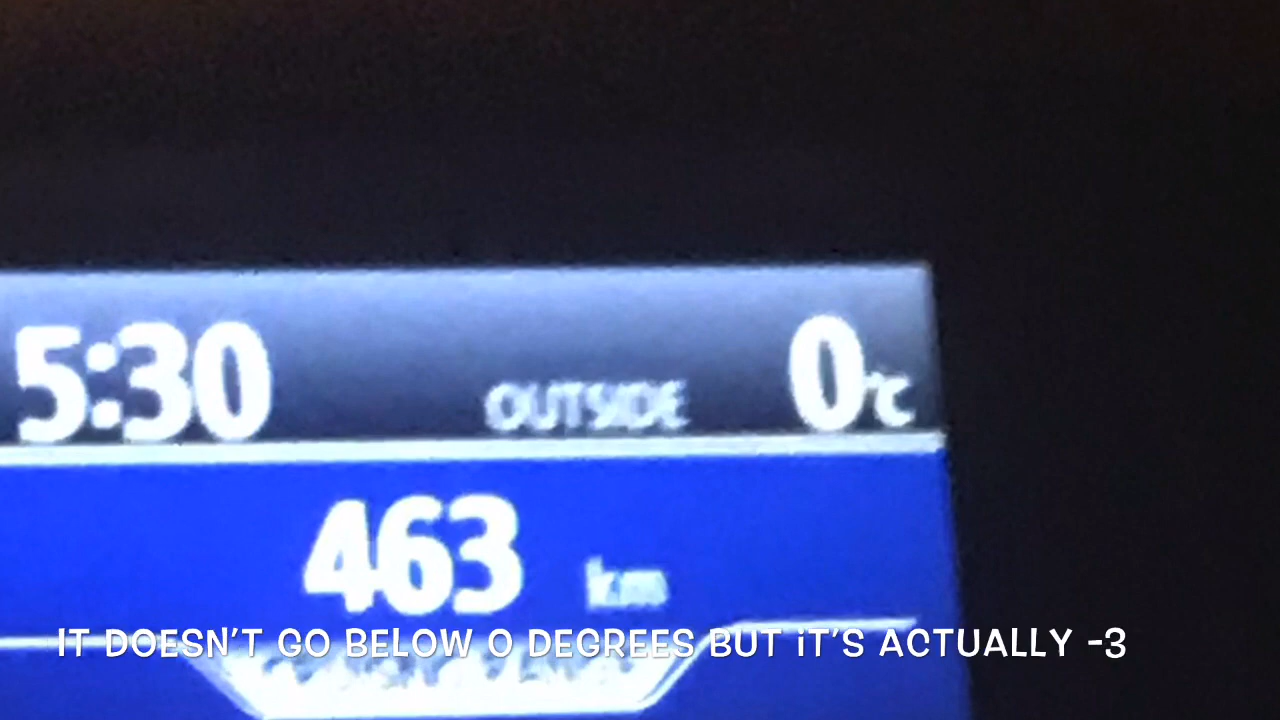 5:30 OUTSIDE 0°C
463 km
IT DOESN'T GO BELOW 0 DEGREES BUT iT'S ACTUALLY -3